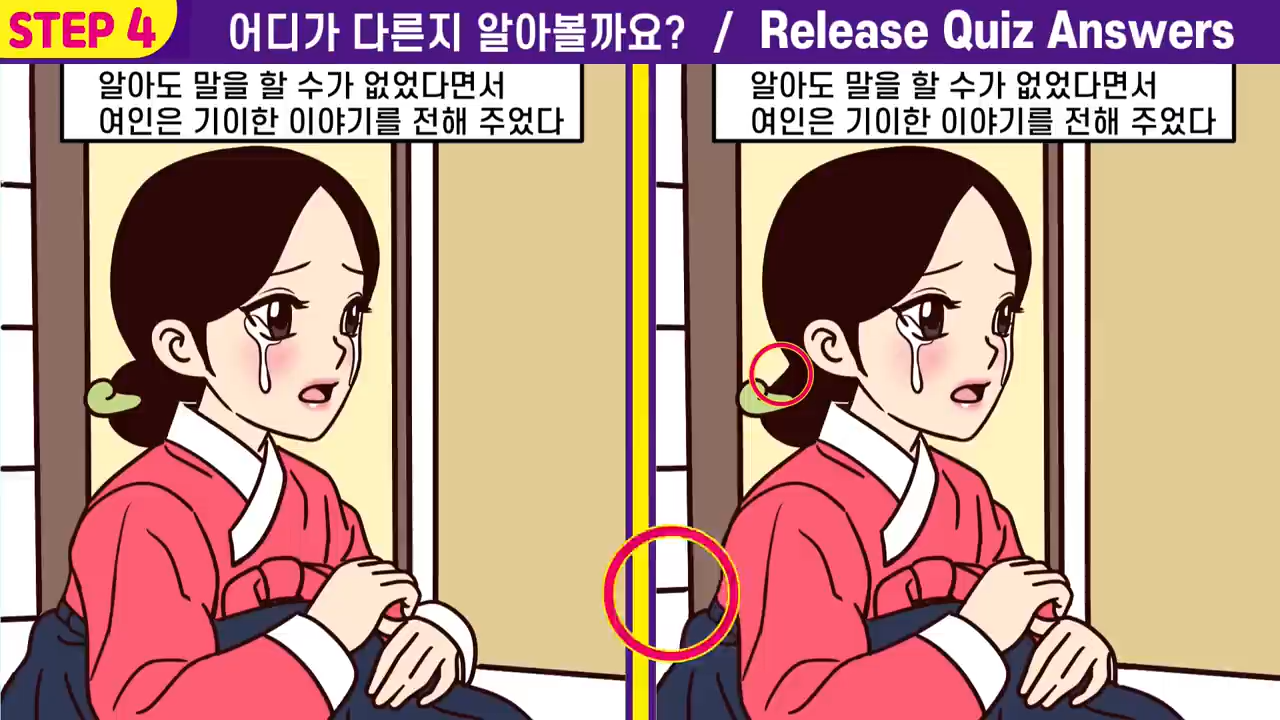 STEP 4
어디가 다른지 알아볼까요? / Release Quiz Answers
알아도 말을 할 수가 없었다면서
여인은 기이한 이야기를 전해 주었다
알아도 말을 할 수가 없었다면서
여인은 기이한 이야기를 전해 주었다